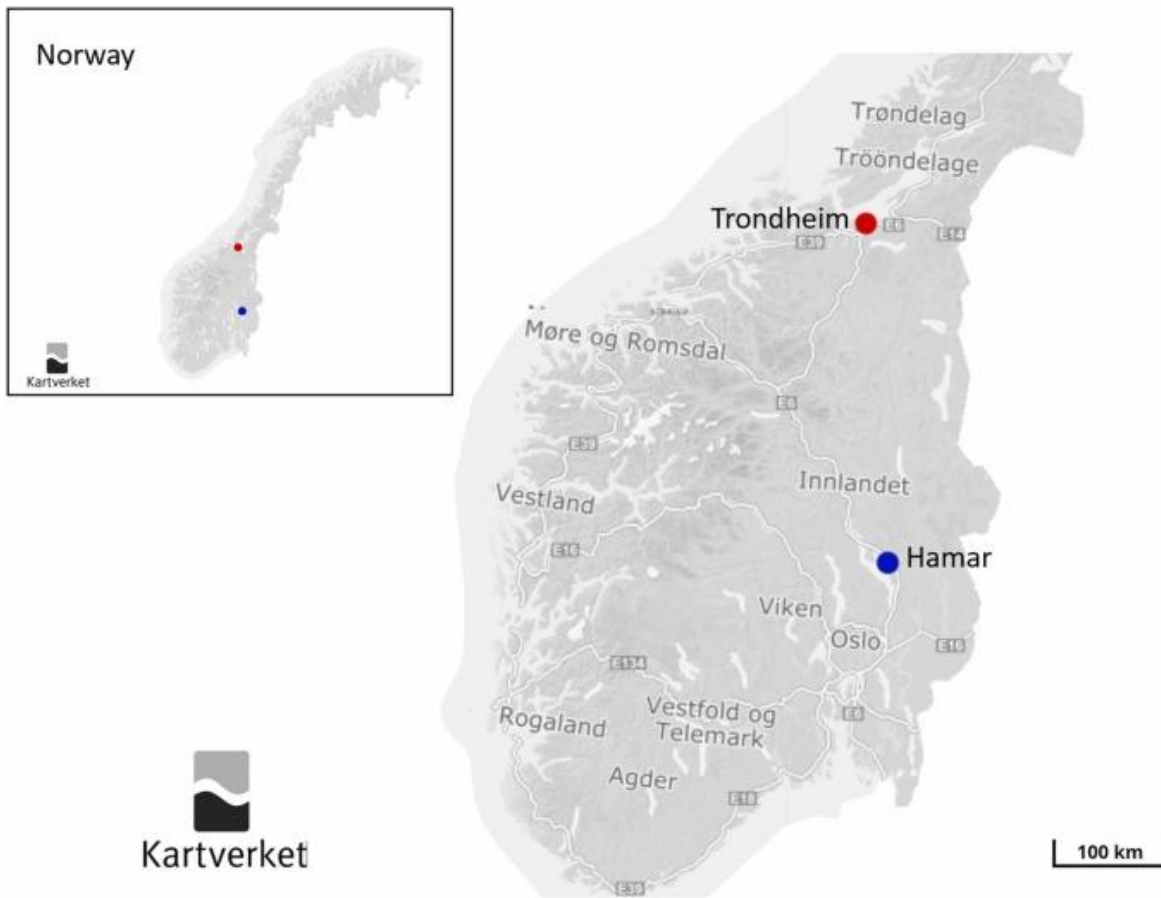 Norway
Kartverket
Trøndelag
Trööndelage
Trondheim
E6
E14
E39
Møre og Romsdal
E6
E39
Innlandet
Vestland
E16
Hamar
Viken
Oslo
E16
E134
Vestfold og
Telemark
E6
Rogaland
Agder
E18
Kartverket
100 km
E39